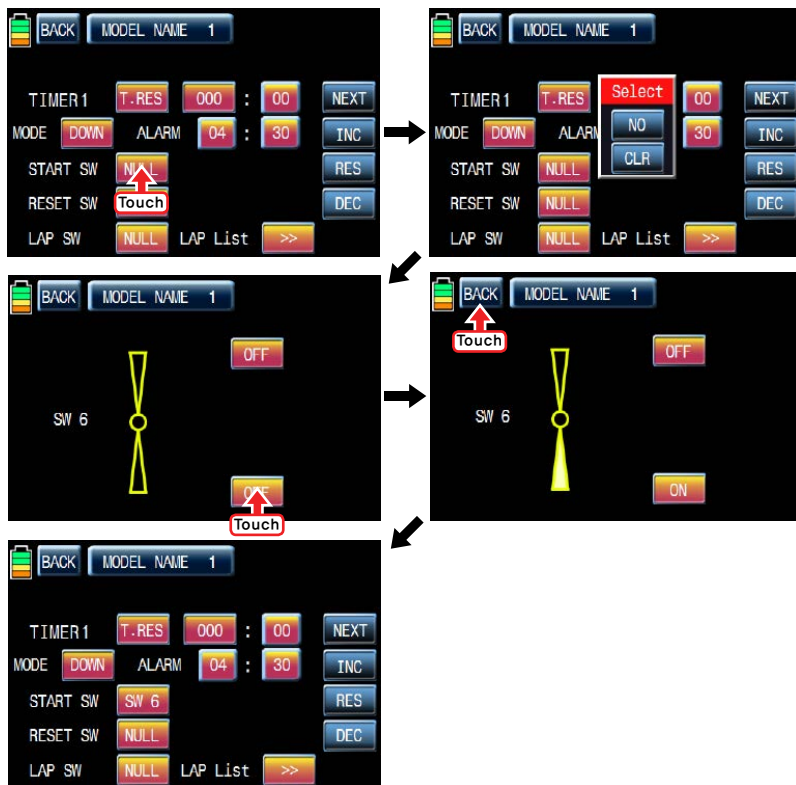 BACK MODEL NAME 1
TIMER1 T.RES 000 : 00 NEXT
MODE DOWN ALARM 04 : 30 INC
START SW NULL RES
Touch
RESET SW DEC
LAP SW NULL LAP List >>
BACK MODEL NAME 1
Select
TIMER1 T.RES 00 NEXT
NO
MODE DOWN ALARM 30 INC
CLR
START SW NULL RES
RESET SW NULL DEC
LAP SW NULL LAP List >>
BACK MODEL NAME 1
OFF
SW 6
OFF
Touch
BACK MODEL NAME 1
Touch
OFF
SW 6
ON
BACK MODEL NAME 1
TIMER1 T.RES 000 : 00 NEXT
MODE DOWN ALARM 04 : 30 INC
START SW SW 6 RES
RESET SW NULL DEC
LAP SW NULL LAP List >>